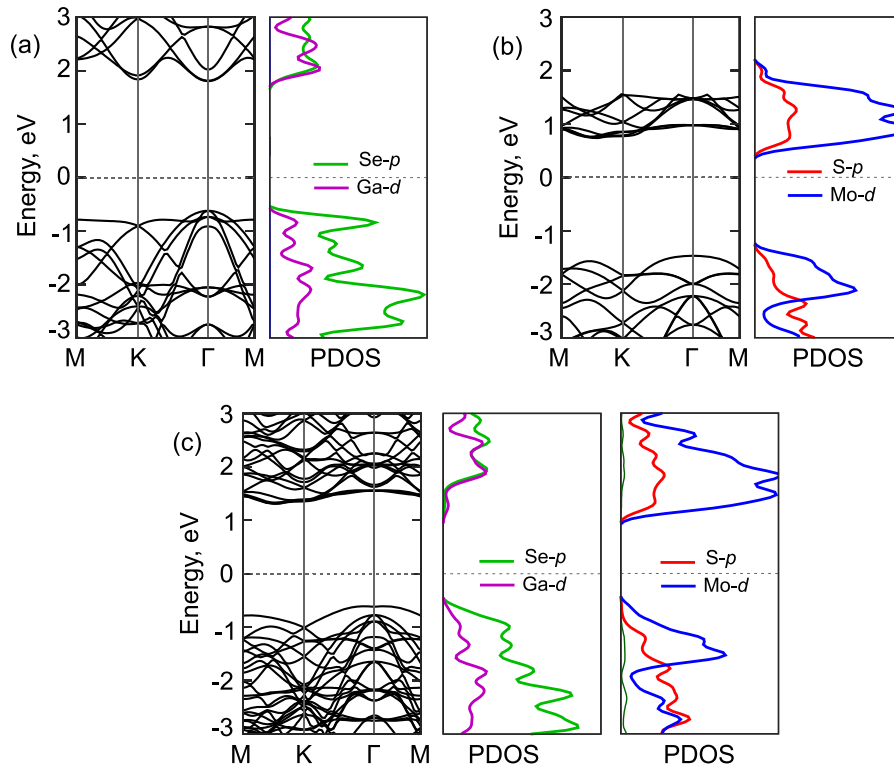 (a)
Energy, eV
3
2
1
0
-1
-2
-3
M K Γ M
Se-p
Ga-d
PDOS
(b)
Energy, eV
3
2
1
0
-1
-2
-3
M K Γ M
S-p
Mo-d
PDOS
(c)
Energy, eV
3
2
1
0
-1
-2
-3
M K Γ M
Se-p
Ga-d
PDOS
S-p
Mo-d
PDOS